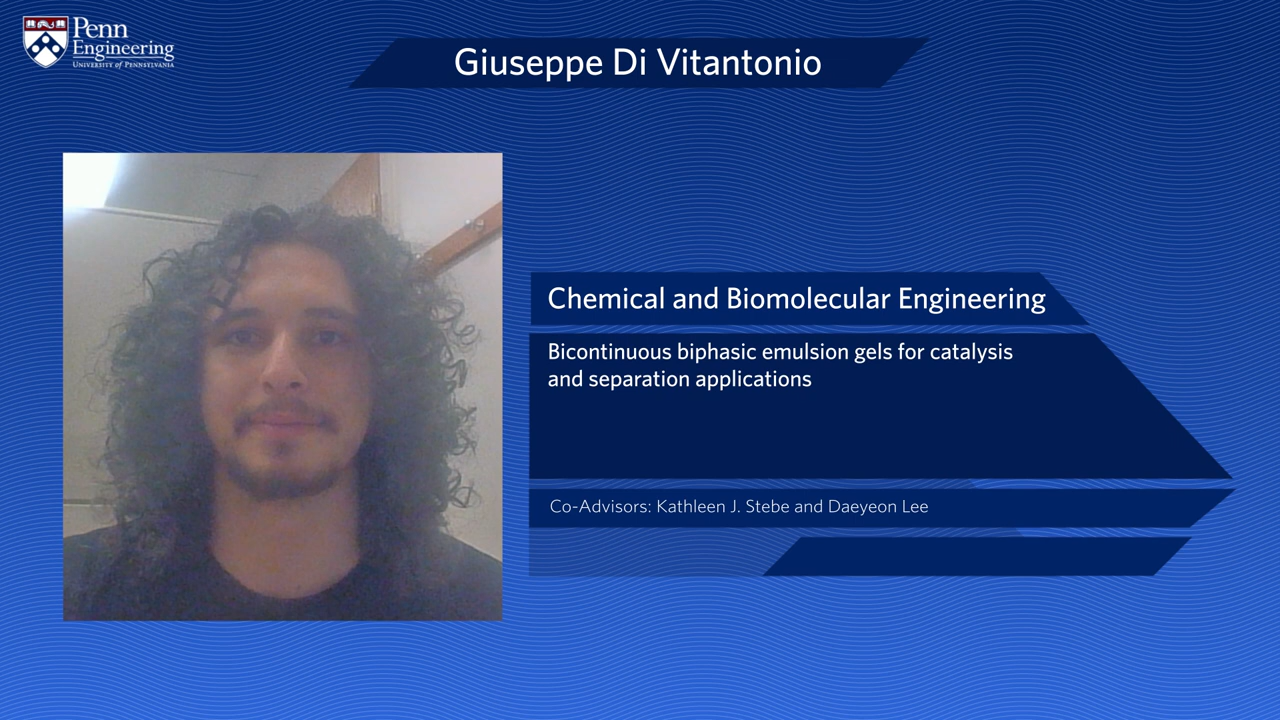 Penn
Engineering
UNIVERSITY of PENNSYLVANIA
Giuseppe Di Vitantonio
Chemical and Biomolecular Engineering
Bicontinuous biphasic emulsion gels for catalysis
and separation applications
Co-Advisors: Kathleen J. Stebe and Daeyeon Lee